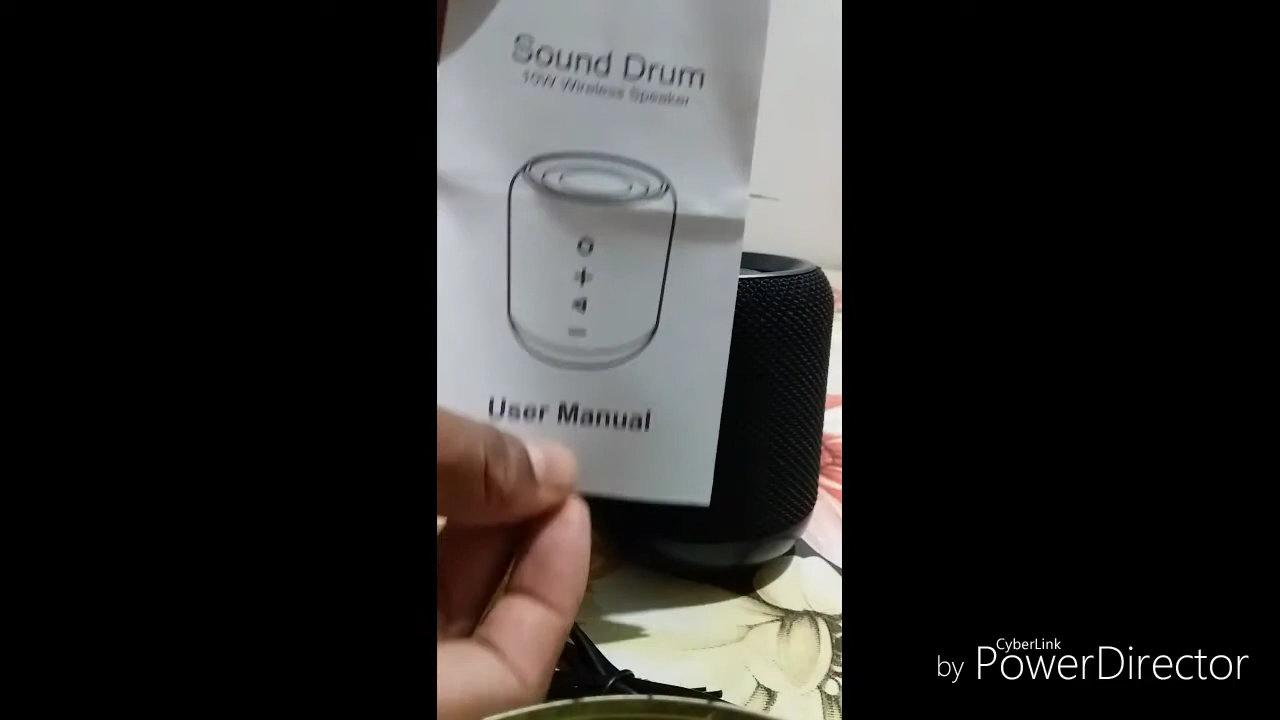 Sound Drum
10W Wireless Speaker
User Manual
CyberLink
by PowerDirector